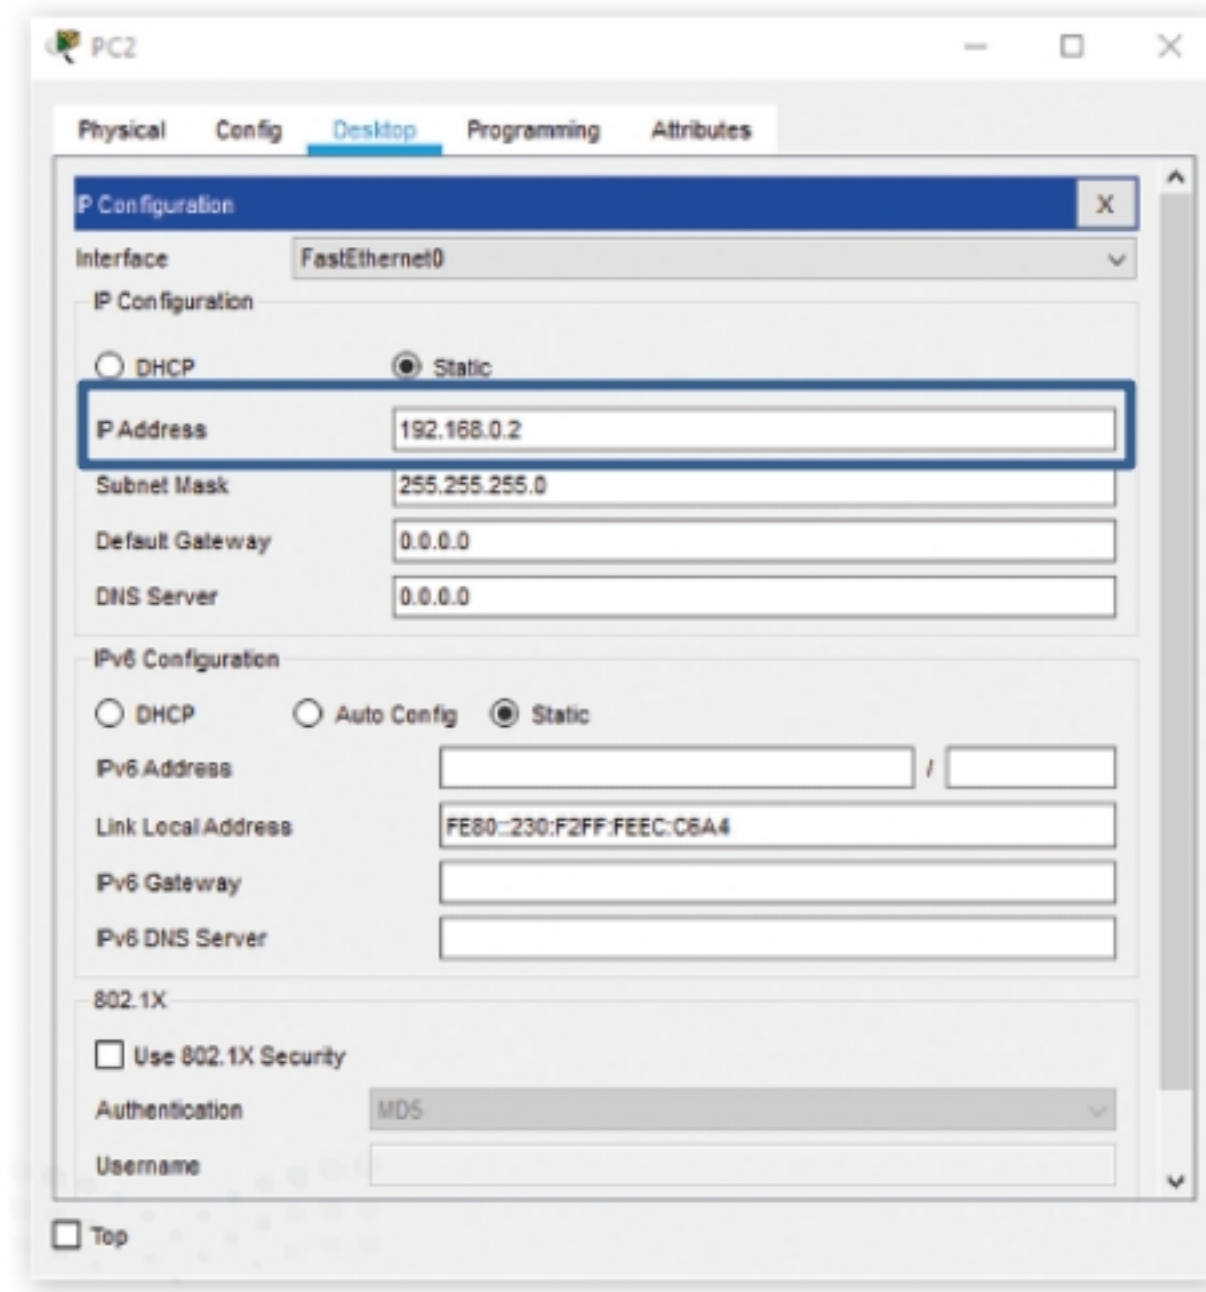 PC2
Physical Config Desktop Programming Attributes
IP Configuration X
Interface FastEthernet0
IP Configuration
DHCP Static
IP Address 192.168.0.2
Subnet Mask 255.255.255.0
Default Gateway 0.0.0.0
DNS Server 0.0.0.0
IPv6 Configuration
DHCP Auto Config Static
IPv6 Address /
Link Local Address FE80::230:F2FF:FEEC:C6A4
IPv6 Gateway
IPv6 DNS Server
802.1X
Use 802.1X Security
Authentication MD5
Username
Top